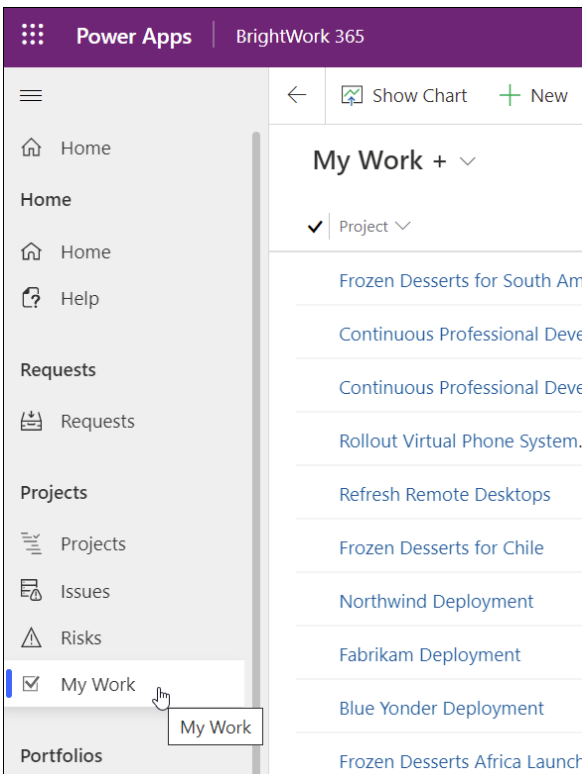 Power Apps BrightWork 365
Show Chart + New
Home
My Work +
Home
Project
Home
Frozen Desserts for South Am
Help
Continuous Professional Deve
Requests
Continuous Professional Deve
Requests
Rollout Virtual Phone System.
Projects
Refresh Remote Desktops
Projects
Frozen Desserts for Chile
Issues
Northwind Deployment
Risks
Fabrikam Deployment
My Work
My Work
Blue Yonder Deployment
Portfolios
Frozen Desserts Africa Launch